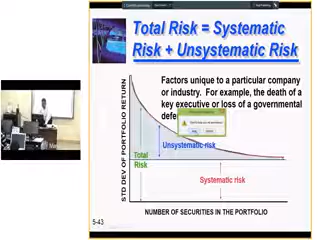 Total Risk = Systematic
Risk + Unsystematic Risk
Factors unique to a particular company
or industry. For example, the death of a
key executive or loss of a governmental
defe
STD DEV OF PORTFOLIO RETURN
Unsystematic risk
Total
Risk
Systematic risk
NUMBER OF SECURITIES IN THE PORTFOLIO
5-43